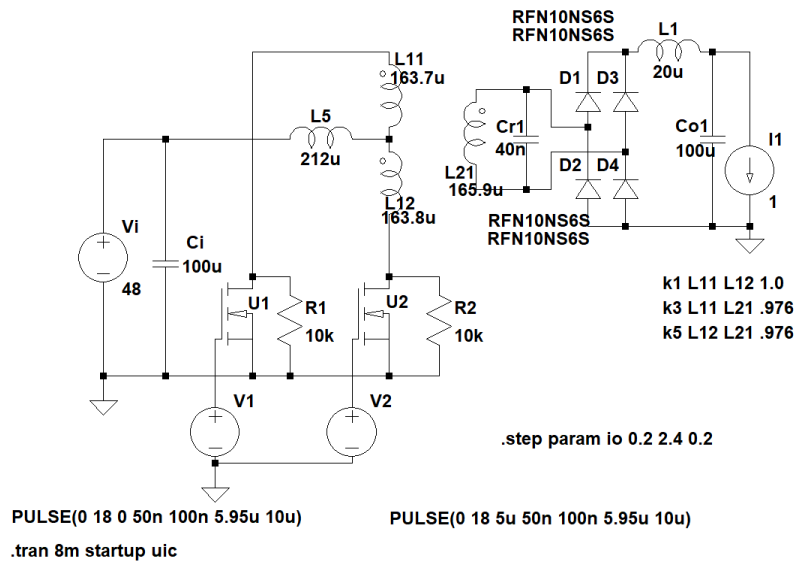 RFN10NS6S
RFN10NS6S
L11
163.7u
L1
20u
D1
D3
L5
212u
Cr1
40n
Co1
100u
I1
1
L21
165.9u
D2
D4
L12
163.8u
RFN10NS6S
RFN10NS6S
Vi
48
Ci
100u
U1
R1
10k
U2
R2
10k
k1 L11 L12 1.0
k3 L11 L21 .976
k5 L12 L21 .976
V1
V2
.step param io 0.2 2.4 0.2
PULSE(0 18 0 50n 100n 5.95u 10u)
PULSE(0 18 5u 50n 100n 5.95u 10u)
.tran 8m startup uic